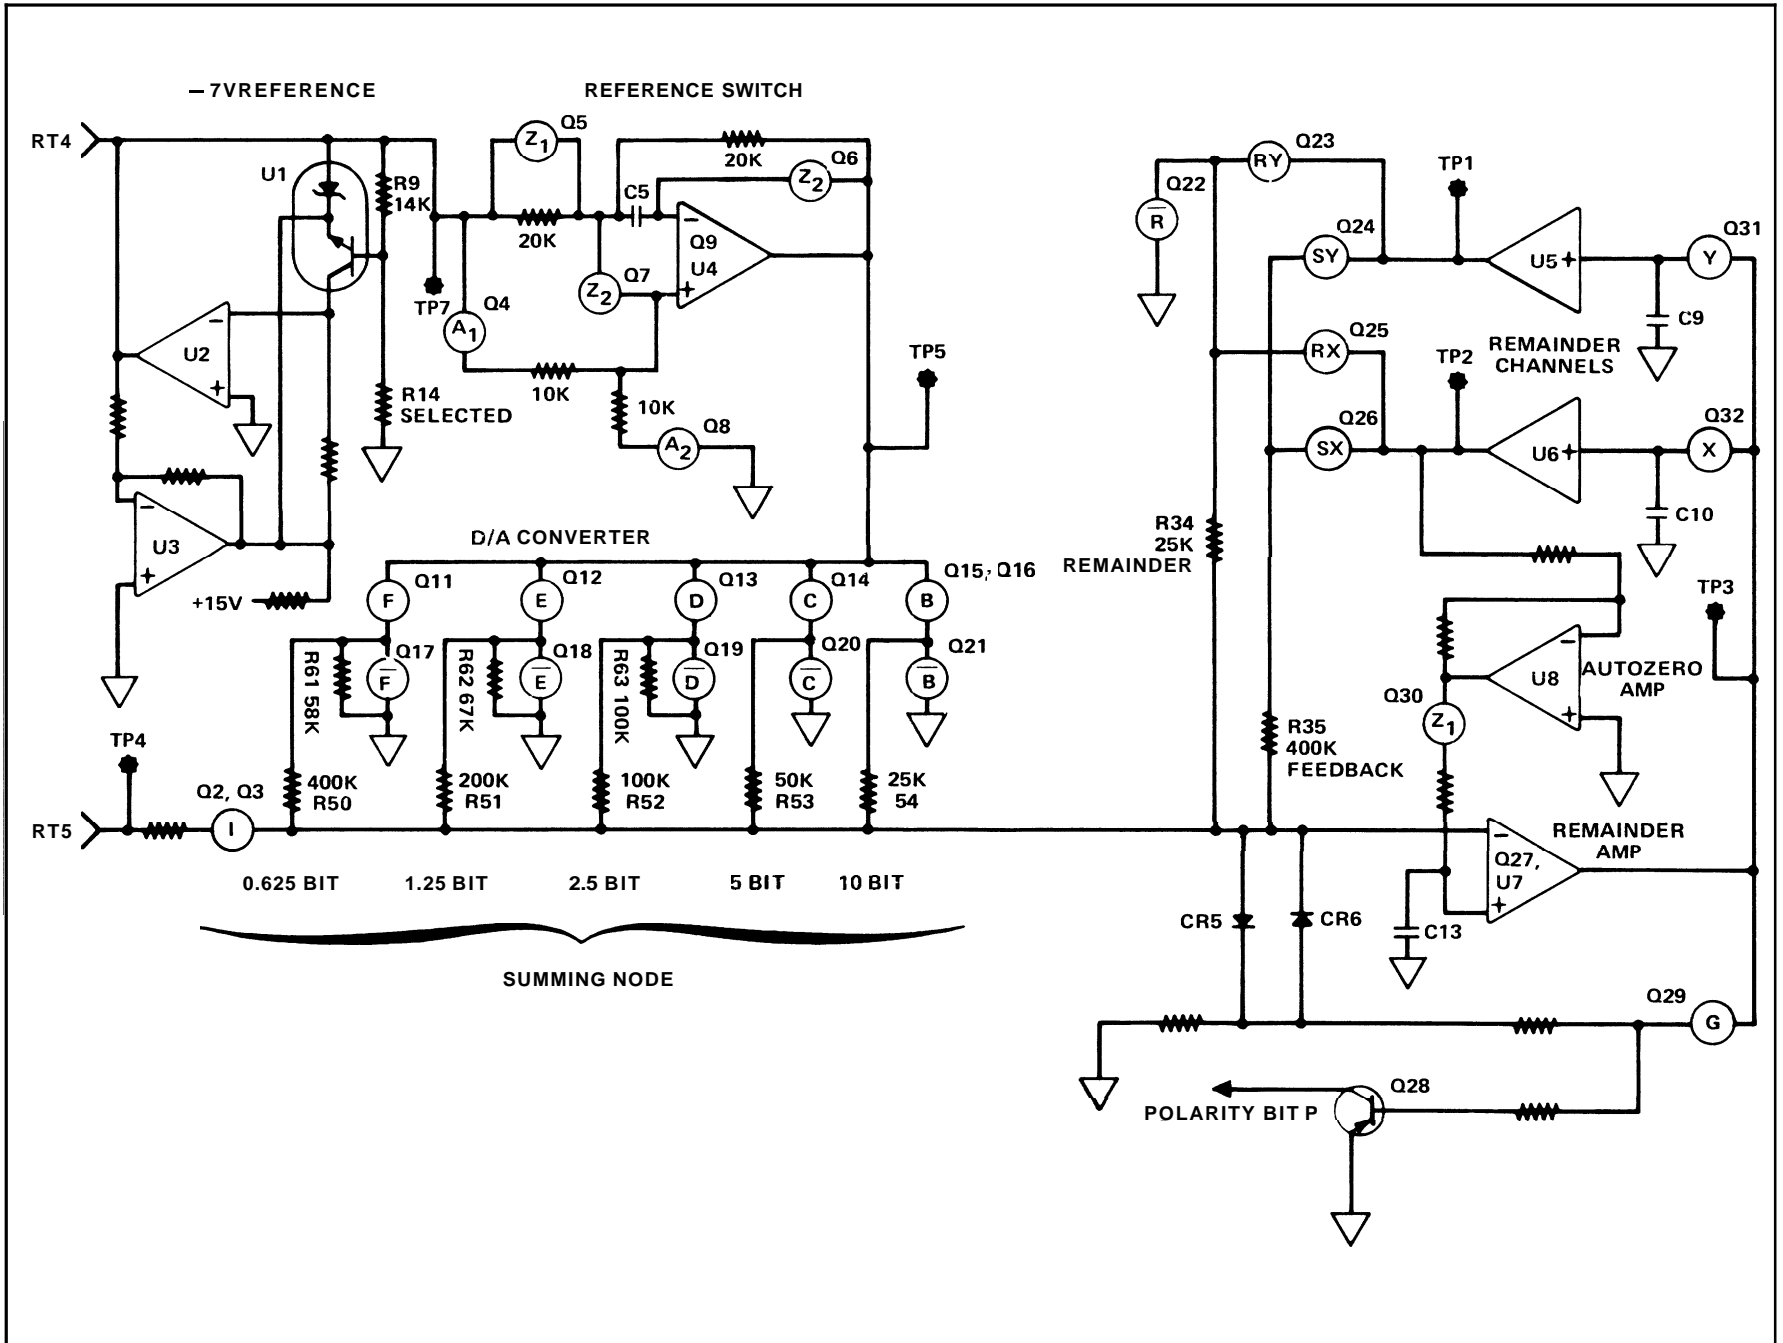 — 7VREFERENCE
REFERENCE SWITCH
RT4
U1
R9
14K
Z1
Q5
20K
Z2
Q6
C5
20K
−
Q9
U4
+
Q7
Z2
TP7
Q4
A1
10K
10K
Q8
A2
R14
SELECTED
−
U2
+
−
U3
+
+15V
TP5
D/A CONVERTER
F
Q11
E
Q12
D
Q13
C
Q14
B
Q15, Q16
F
Q17
E
Q18
D
Q19
C
Q20
B
Q21
R61 58K
R62 67K
R63 100K
400K
R50
200K
R51
100K
R52
50K
R53
25K
54
TP4
RT5
Q2, Q3
I
0.625 BIT
1.25 BIT
2.5 BIT
5 BIT
10 BIT
SUMMING NODE
Q22
R
RY
Q23
TP1
Q24
SY
U5 +
Y
Q31
C9
RX
Q25
TP2
REMAINDER
CHANNELS
Q26
SX
U6 +
Q32
X
C10
R34
25K
REMAINDER
TP3
−
U8
+
AUTOZERO
AMP
Q30
Z1
R35
400K
FEEDBACK
−
Q27,
U7
+
REMAINDER
AMP
CR5
CR6
C13
Q29
G
Q28
POLARITY BIT P